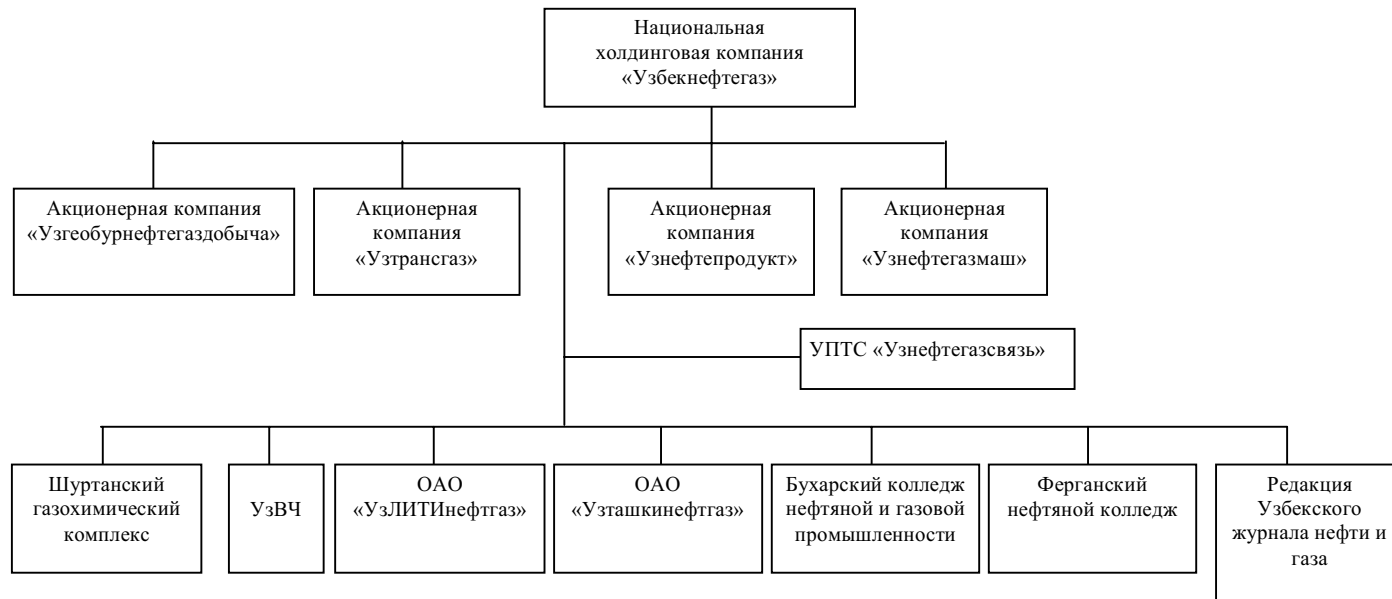 Национальная
холдинговая компания
«Узбекнефтегаз»
Акционерная компания
«Узгеобурнефтегаздобыча»
Акционерная
компания
«Узтрансгаз»
Акционерная
компания
«Узнефтепродукт»
Акционерная
компания
«Узнефтегазмаш»
УПТС «Узнефтегазсвязь»
Шуртанский
газохимический
комплекс
УзВЧ
ОАО
«УзЛИТИнефтгаз»
ОАО
«Узташкинефтгаз»
Бухарский колледж
нефтяной и газовой
промышленности
Ферганский
нефтяной колледж
Редакция
Узбекского
журнала нефти и
газа